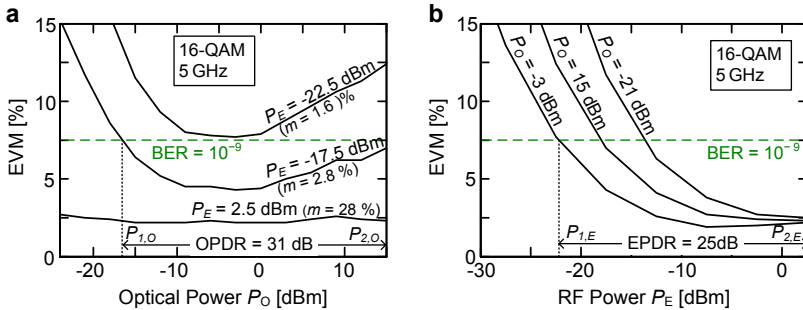 a
16-QAM
5 GHz
P_E = -22.5 dBm
(m = 1.6 )%
BER = 10⁻⁹
P_E = -17.5 dBm
(m = 2.8 %)
P_E = 2.5 dBm (m = 28 %)
P_1,O
OPDR = 31 dB
P_2,O
EVM [%]
15
10
5
0
-20
-10
0
10
Optical Power P_O [dBm]
b
P_O = -3 dBm
P_O = 15 dBm
P_O = -21 dBm
16-QAM
5 GHz
BER = 10⁻⁹
P_1,E
EPDR = 25dB
P_2,E
EVM [%]
15
10
5
0
-30
-20
-10
0
RF Power P_E [dBm]